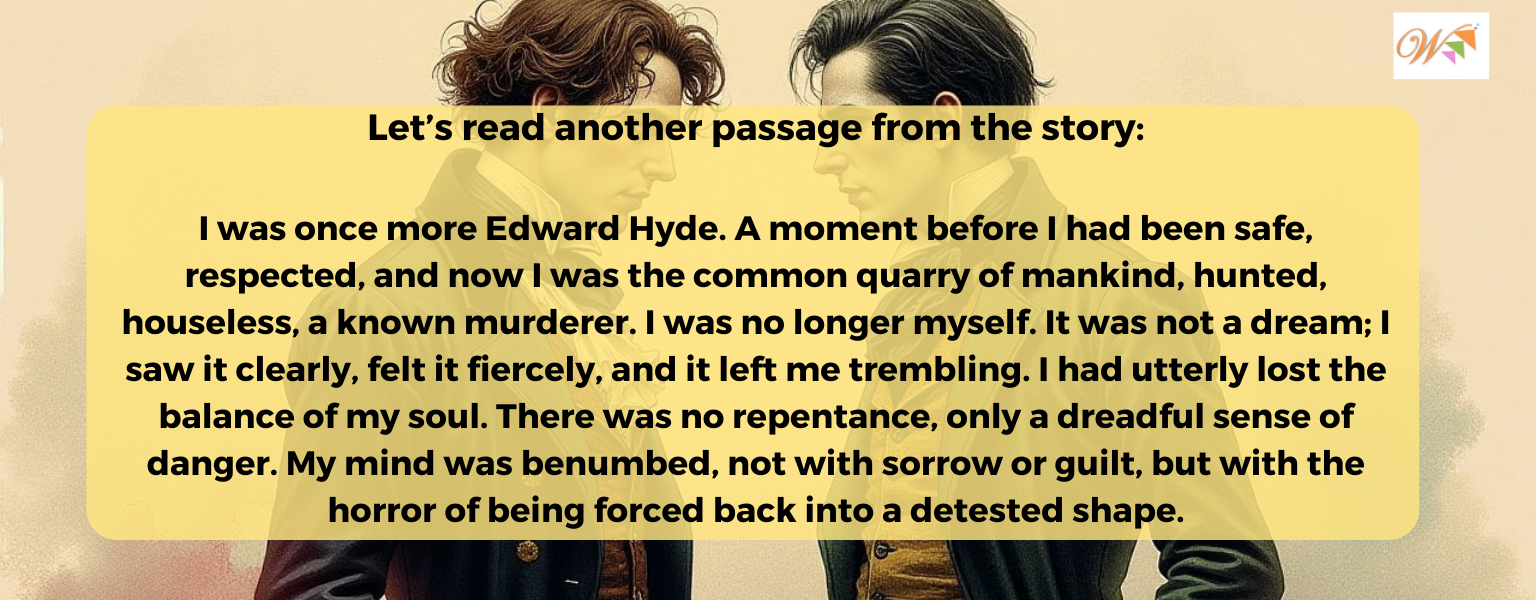 W
Let’s read another passage from the story:
I was once more Edward Hyde. A moment before I had been safe,
respected, and now I was the common quarry of mankind, hunted,
houseless, a known murderer. I was no longer myself. It was not a dream; I
saw it clearly, felt it fiercely, and it left me trembling. I had utterly lost the
balance of my soul. There was no repentance, only a dreadful sense of
danger. My mind was benumbed, not with sorrow or guilt, but with the
horror of being forced back into a detested shape.